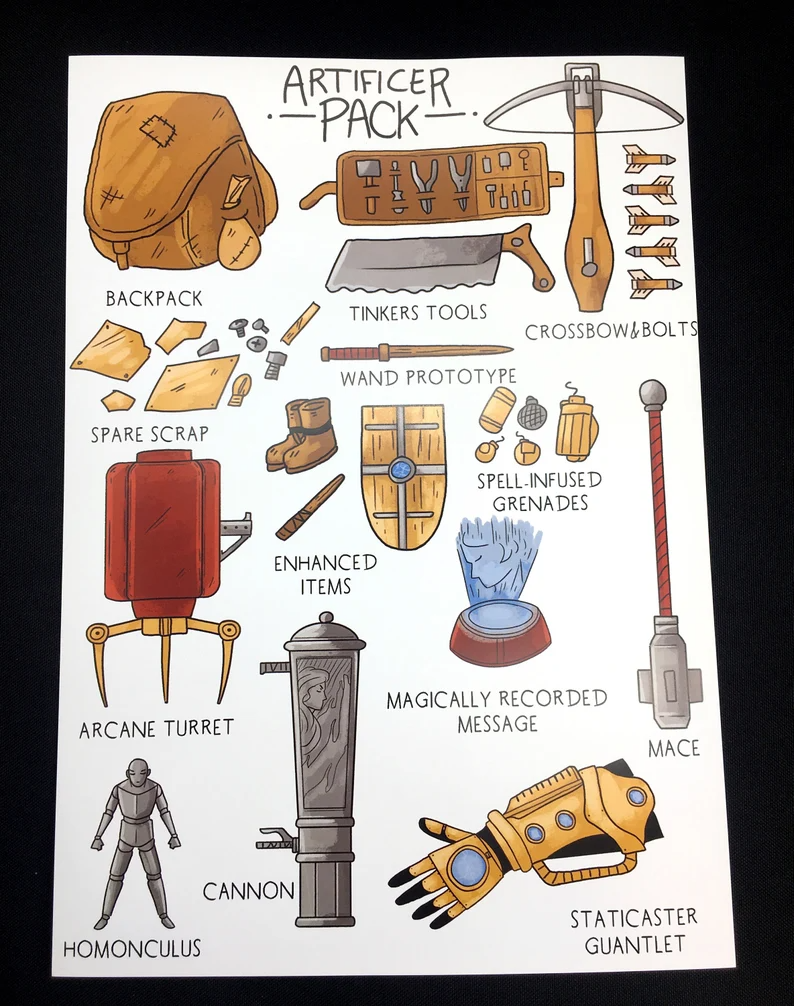 ARTIFICER
PACK
BACKPACK
TINKERS TOOLS
CROSSBOW&BOLTS
WAND PROTOTYPE
SPARE SCRAP
SPELL-INFUSED
GRENADES
ENHANCED
ITEMS
MAGICALLY RECORDED
MESSAGE
ARCANE TURRET
MACE
CANNON
HOMONCULUS
STATICASTER
GUANTLET